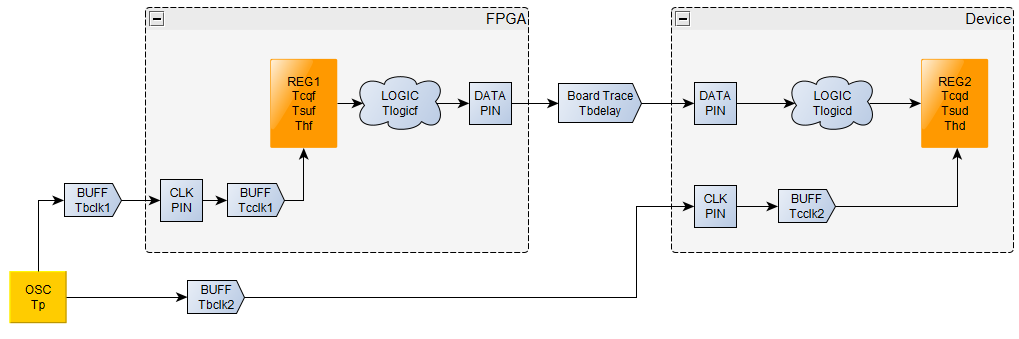 FPGA
Device
REG1
Tcqf
Tsuf
Thf
LOGIC
Tlogicf
DATA
PIN
Board Trace
Tbdelay
DATA
PIN
LOGIC
Tlogicd
REG2
Tcqd
Tsud
Thd
BUFF
Tbclk1
CLK
PIN
BUFF
Tcclk1
CLK
PIN
BUFF
Tcclk2
OSC
Tp
BUFF
Tbclk2